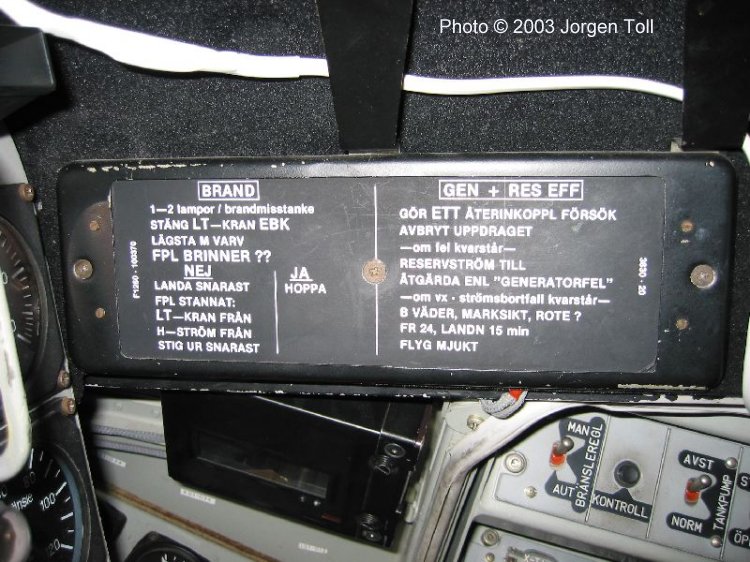 Photo © 2003 Jorgen Toll
BRAND
1—2 lampor / brandmisstanke
STÄNG LT—KRAN EBK
LÄGSTA M VARV
FPL BRINNER ??
NEJ
LANDA SNARAST
FPL STANNAT:
LT—KRAN FRÅN
H—STRÖM FRÅN
STIG UR SNARAST
JA
HOPPA
GEN + RES EFF
GÖR ETT ÅTERINKOPPL FÖRSÖK
AVBRYT UPPDRAGET
—om fel kvarstår—
RESERVSTRÖM TILL
ÅTGÄRDA ENL "GENERATORFEL"
—om vx - strömsbortfall kvarstår—
B VÄDER, MARKSIKT, ROTE ?
FR 24, LANDN 15 min
FLYG MJUKT
MAN
BRÄNSLEREGL
AUT
KONTROLL
AVST
TANKPUMP
NORM
100
120